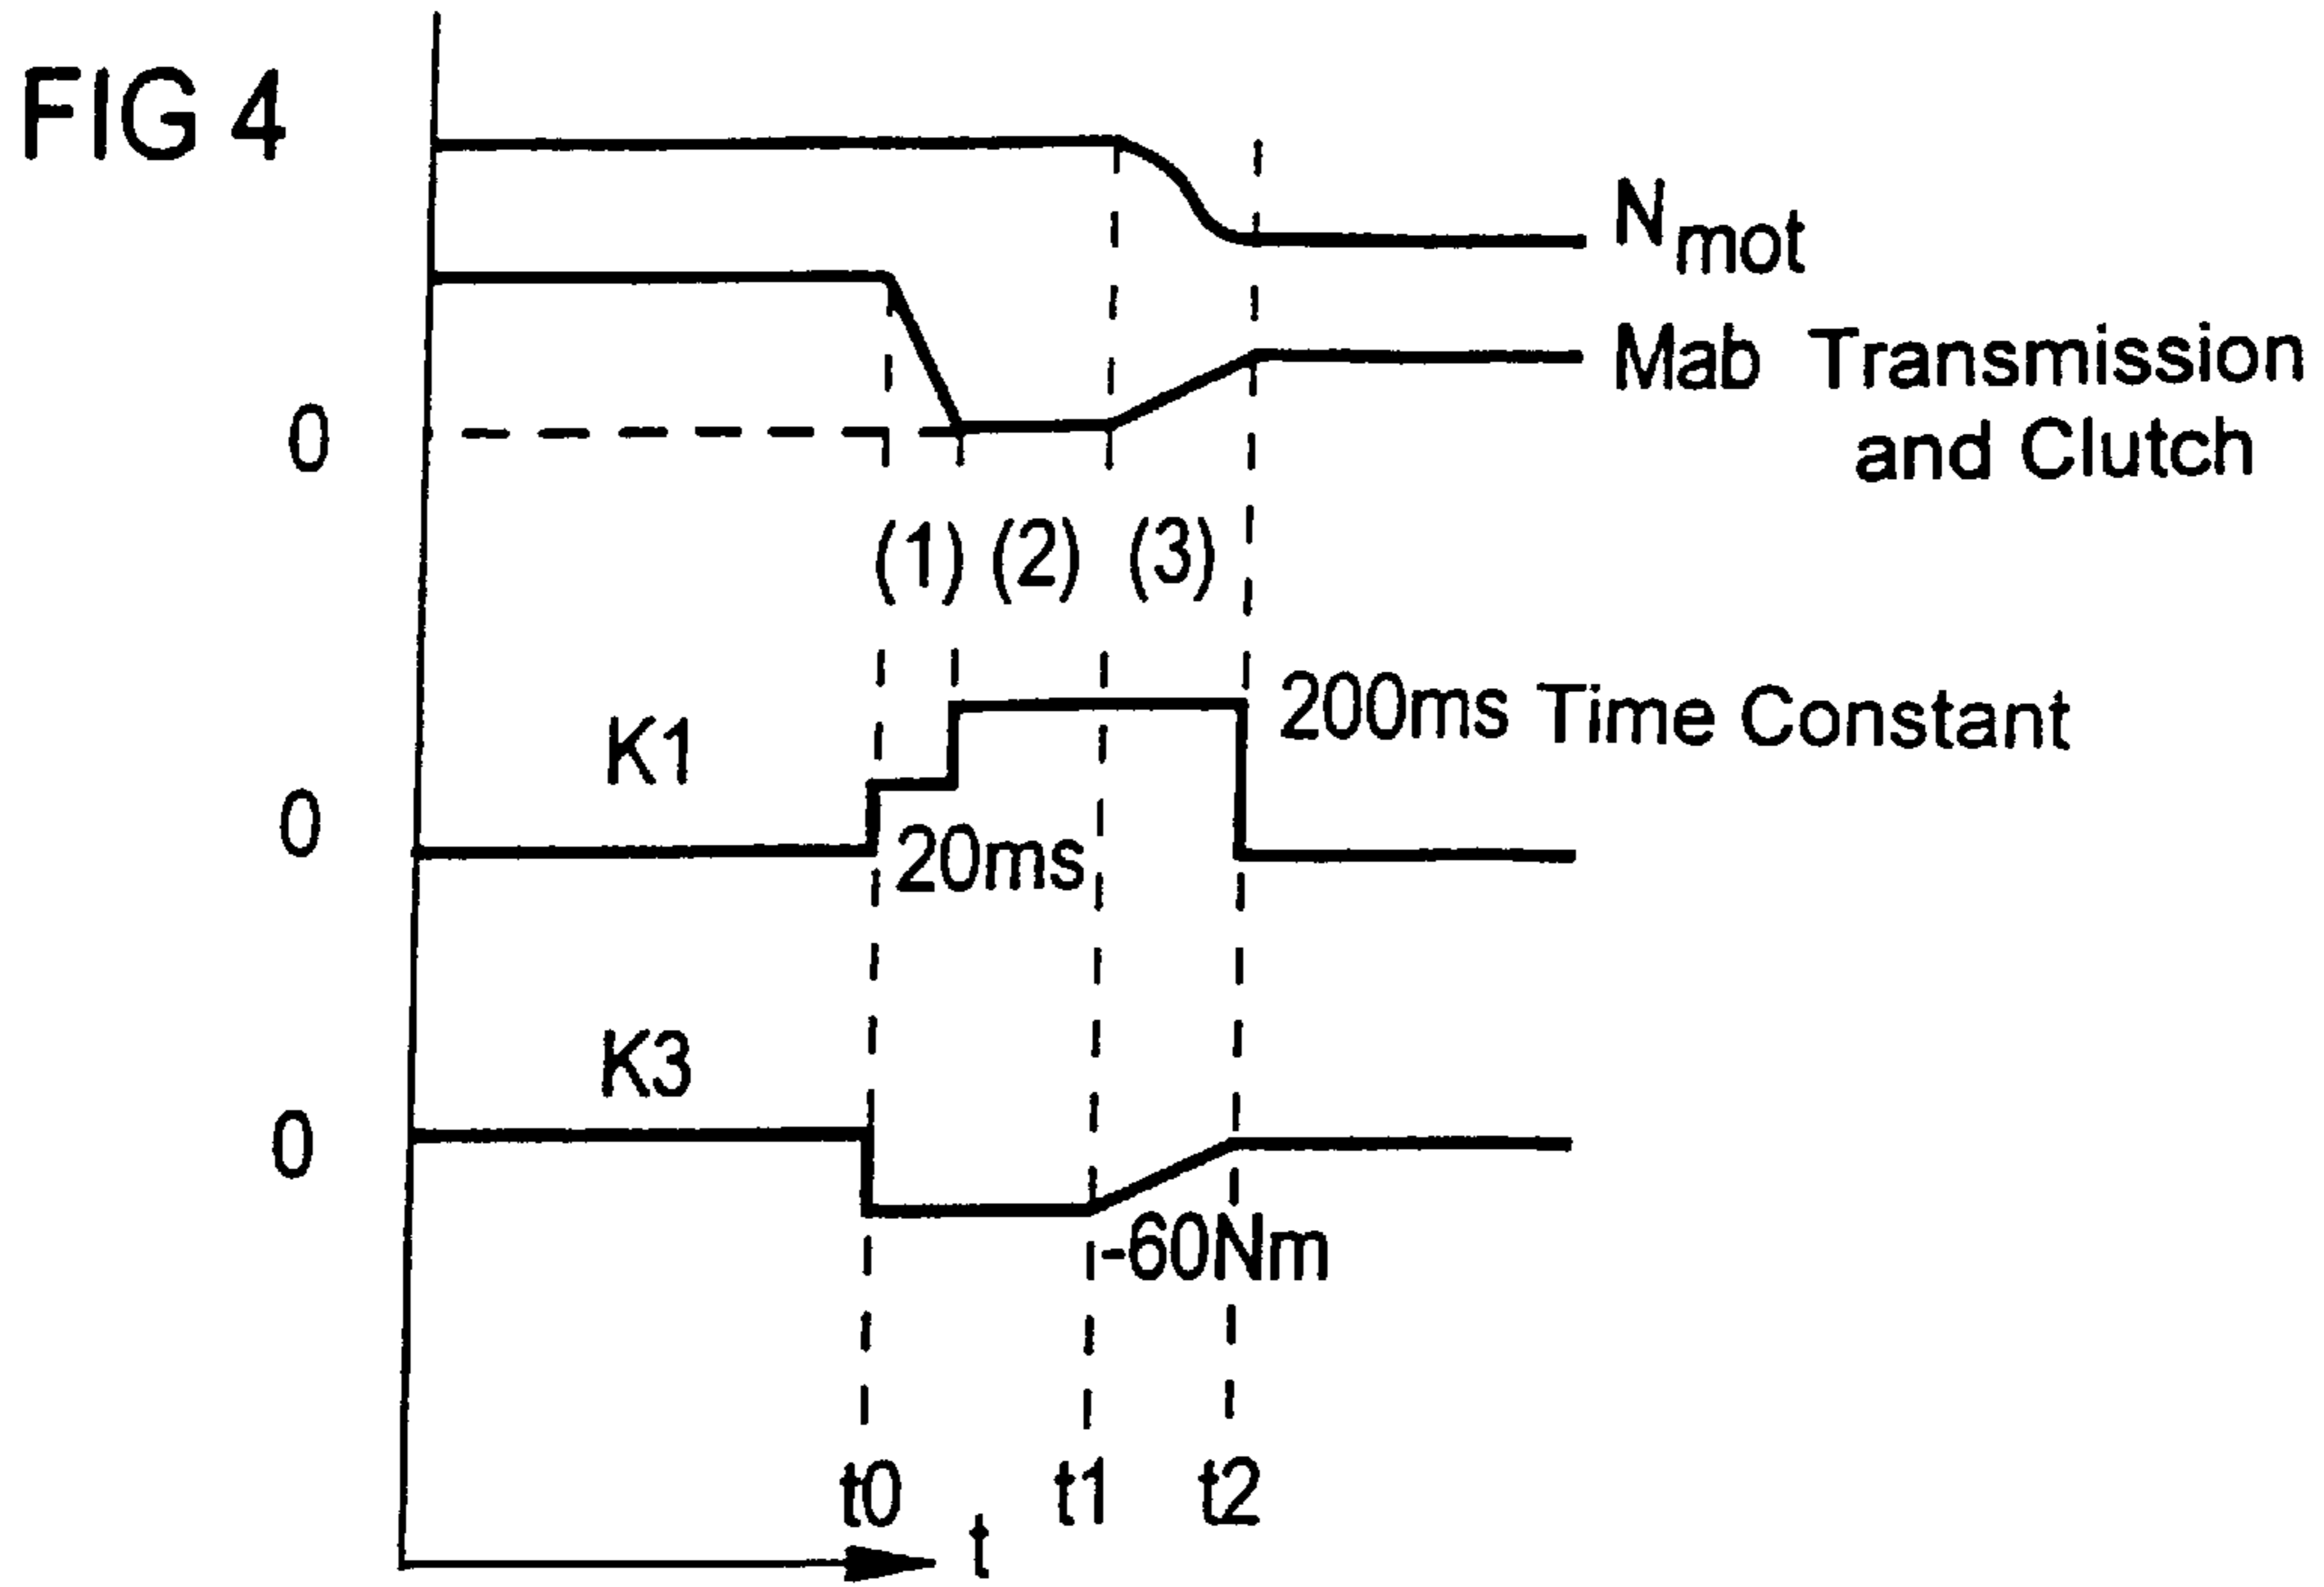 FIG 4
Nmot
Mab Transmission
and Clutch
0
(1) (2) (3)
200ms Time Constant
K1
0
20ms
K3
0
-60Nm
t0 t1 t2
t